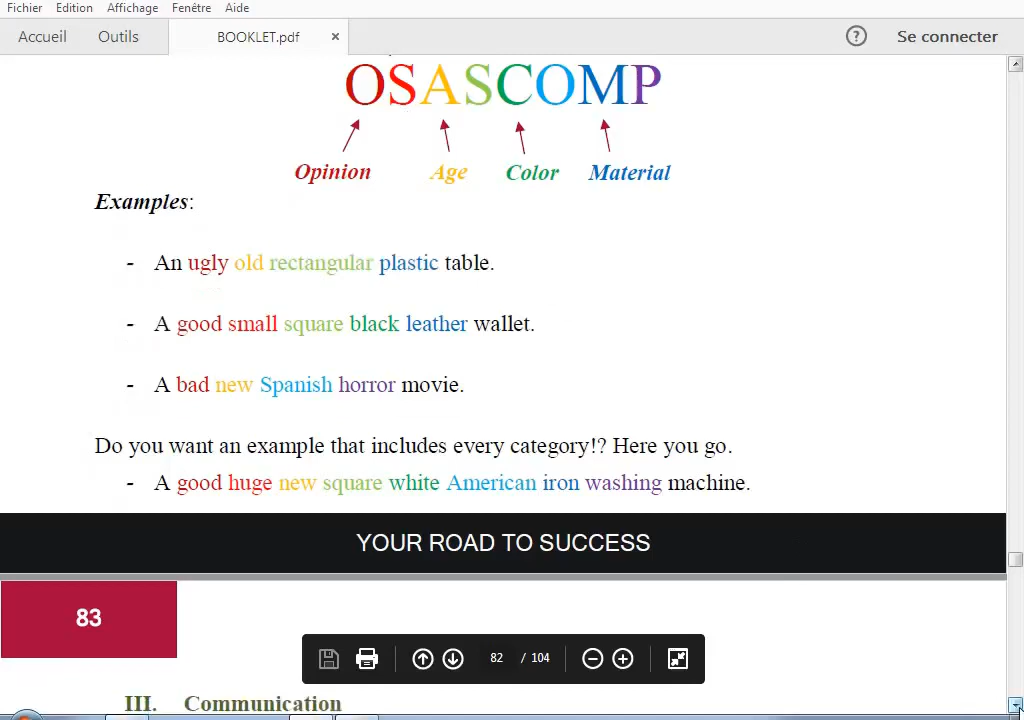 Fichier Edition Affichage Fenêtre Aide
Accueil Outils BOOKLET.pdf × ? Se connecter
OSASCOMP
Opinion Age Color Material
Examples:
- An ugly old rectangular plastic table.
- A good small square black leather wallet.
- A bad new Spanish horror movie.
Do you want an example that includes every category!? Here you go.
- A good huge new square white American iron washing machine.
YOUR ROAD TO SUCCESS
83
82 / 104
III. Communication